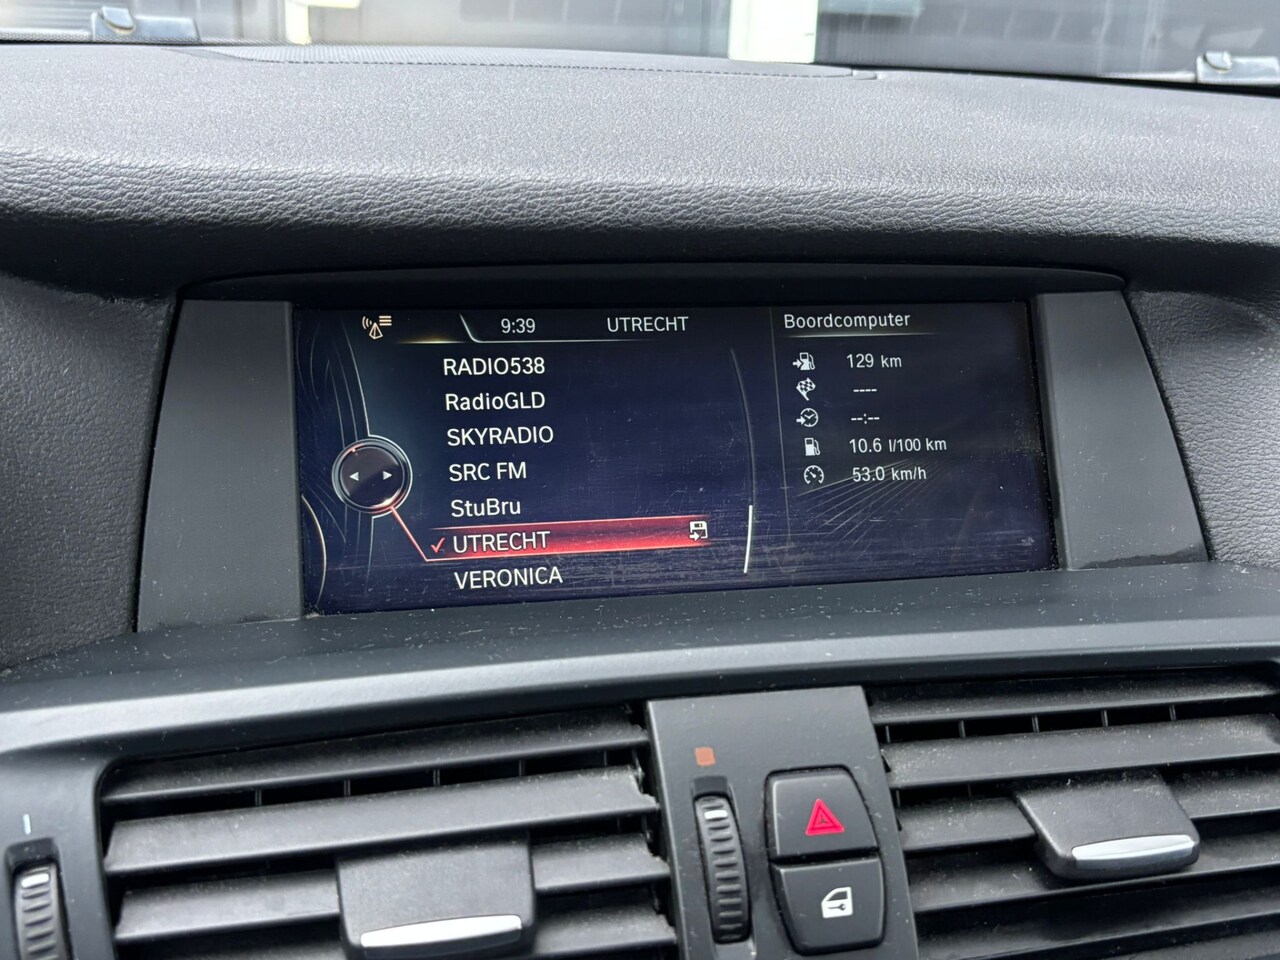 9:39 UTRECHT
RADIO538
RadioGLD
SKYRADIO
SRC FM
StuBru
UTRECHT
VERONICA
Boordcomputer
129 km
----
--:--
10.6 l/100 km
53.0 km/h